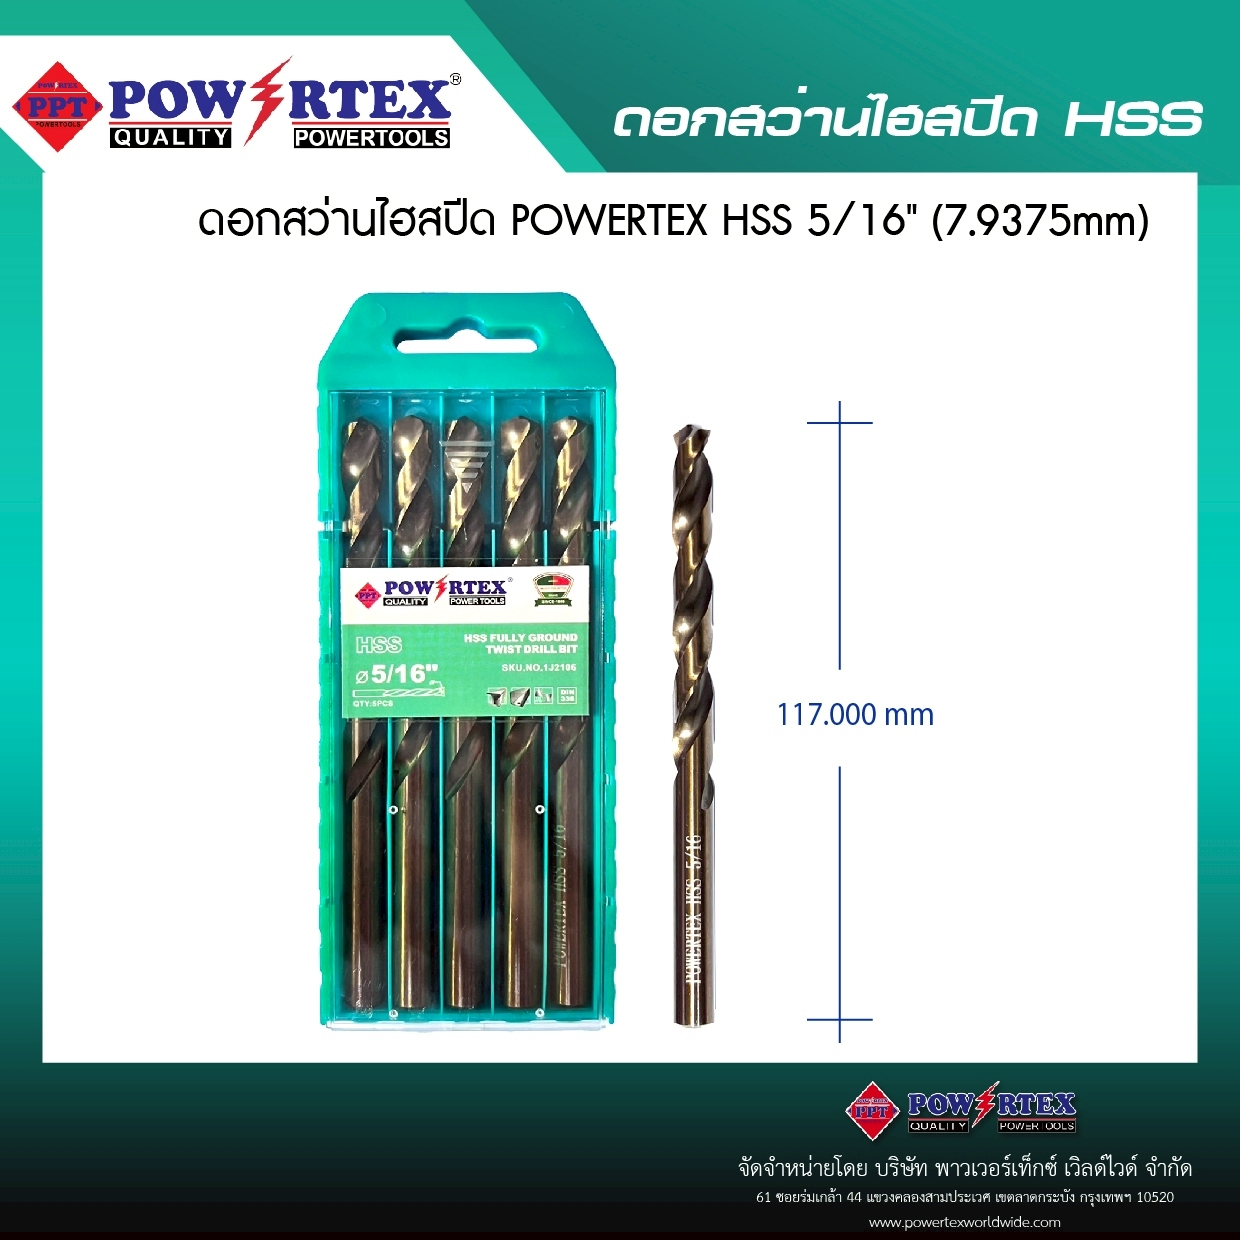 PPT POWERTEX®
QUALITY POWERTOOLS
ดอกสว่านไฮสปีด HSS
ดอกสว่านไฮสปีด POWERTEX HSS 5/16" (7.9375mm)
PPT POWERTEX®
QUALITY POWER TOOLS
HSS
HSS FULLY GROUND
TWIST DRILL BIT
Ø 5/16"
SKU.NO.1J2106
QTY:5PCS
DIN
338
POWERTEX HSS 5/16
POWERTEX HSS 5/16
117.000 mm
PPT POWERTEX
QUALITY POWERTOOLS
จัดจำหน่ายโดย บริษัท พาวเวอร์เท็กซ์ เวิลด์ไวด์ จำกัด
61 ซอยร่มเกล้า 44 แขวงคลองสามประเวศ เขตลาดกระบัง กรุงเทพฯ 10520
www.powertexworldwide.com